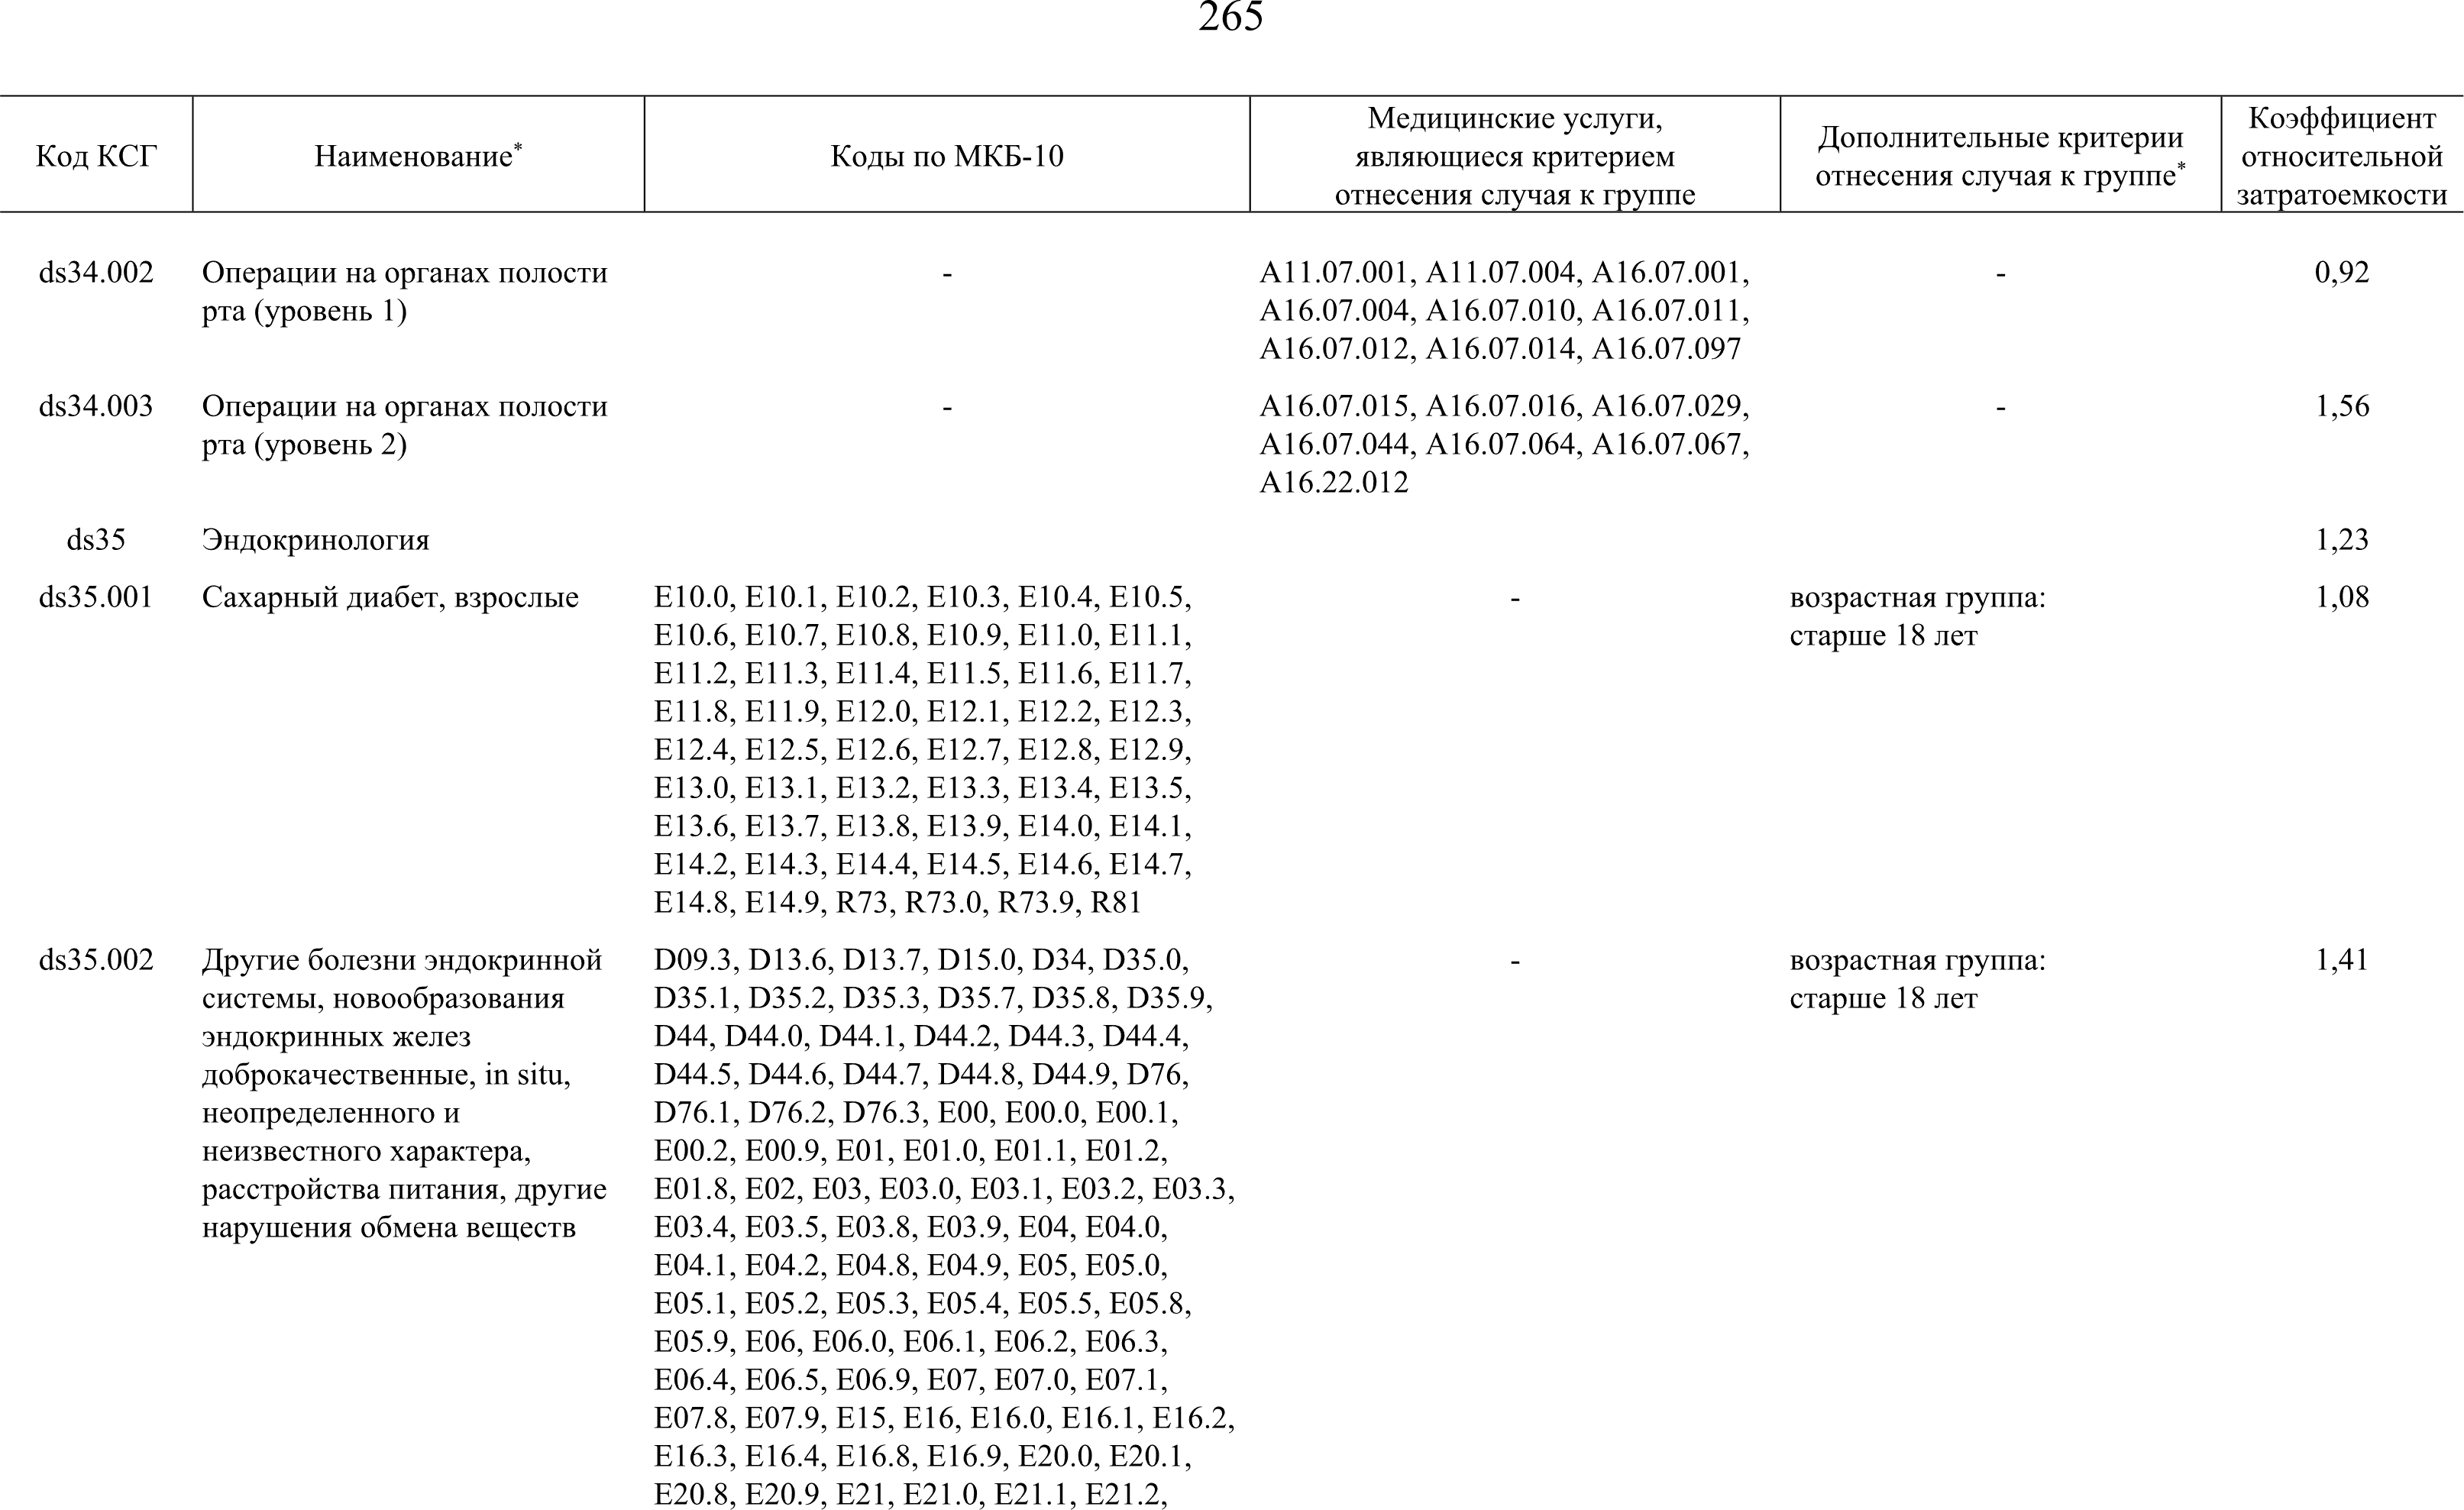 265
Код КСГ
Наименование*
Коды по МКБ-10
Медицинские услуги,
являющиеся критерием
отнесения случая к группе
Дополнительные критерии
отнесения случая к группе*
Коэффициент
относительной
затратоемкости
ds34.002
Операции на органах полости
рта (уровень 1)
-
A11.07.001, A11.07.004, A16.07.001,
A16.07.004, A16.07.010, A16.07.011,
A16.07.012, A16.07.014, A16.07.097
-
0,92
ds34.003
Операции на органах полости
рта (уровень 2)
-
A16.07.015, A16.07.016, A16.07.029,
A16.07.044, A16.07.064, A16.07.067,
A16.22.012
-
1,56
ds35
Эндокринология
1,23
ds35.001
Сахарный диабет, взрослые
E10.0, E10.1, E10.2, E10.3, E10.4, E10.5,
E10.6, E10.7, E10.8, E10.9, E11.0, E11.1,
E11.2, E11.3, E11.4, E11.5, E11.6, E11.7,
E11.8, E11.9, E12.0, E12.1, E12.2, E12.3,
E12.4, E12.5, E12.6, E12.7, E12.8, E12.9,
E13.0, E13.1, E13.2, E13.3, E13.4, E13.5,
E13.6, E13.7, E13.8, E13.9, E14.0, E14.1,
E14.2, E14.3, E14.4, E14.5, E14.6, E14.7,
E14.8, E14.9, R73, R73.0, R73.9, R81
-
возрастная группа:
старше 18 лет
1,08
ds35.002
Другие болезни эндокринной
системы, новообразования
эндокринных желез
доброкачественные, in situ,
неопределенного и
неизвестного характера,
расстройства питания, другие
нарушения обмена веществ
D09.3, D13.6, D13.7, D15.0, D34, D35.0,
D35.1, D35.2, D35.3, D35.7, D35.8, D35.9,
D44, D44.0, D44.1, D44.2, D44.3, D44.4,
D44.5, D44.6, D44.7, D44.8, D44.9, D76,
D76.1, D76.2, D76.3, E00, E00.0, E00.1,
E00.2, E00.9, E01, E01.0, E01.1, E01.2,
E01.8, E02, E03, E03.0, E03.1, E03.2, E03.3,
E03.4, E03.5, E03.8, E03.9, E04, E04.0,
E04.1, E04.2, E04.8, E04.9, E05, E05.0,
E05.1, E05.2, E05.3, E05.4, E05.5, E05.8,
E05.9, E06, E06.0, E06.1, E06.2, E06.3,
E06.4, E06.5, E06.9, E07, E07.0, E07.1,
E07.8, E07.9, E15, E16, E16.0, E16.1, E16.2,
E16.3, E16.4, E16.8, E16.9, E20.0, E20.1,
E20.8, E20.9, E21, E21.0, E21.1, E21.2,
-
возрастная группа:
старше 18 лет
1,41